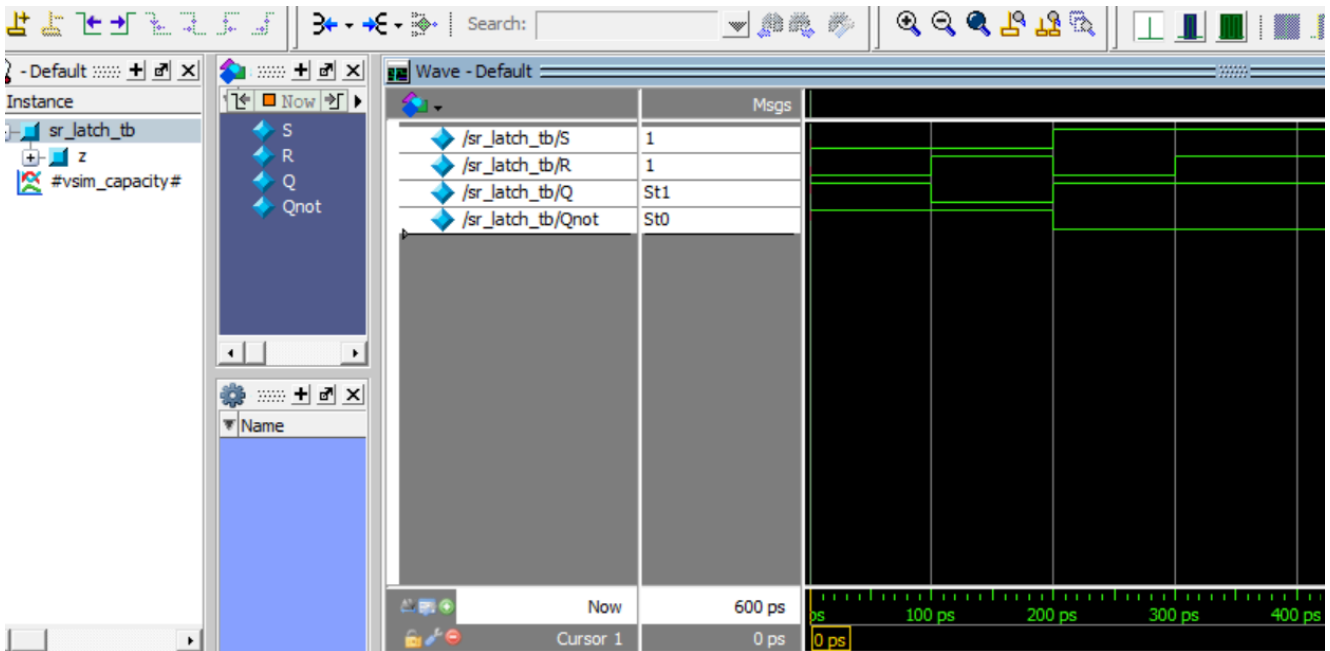 Search:
- Default
Instance
sr_latch_tb
z
#vsim_capacity#
Now
S
R
Q
Qnot
Name
Wave - Default
Msgs
/sr_latch_tb/S 1
/sr_latch_tb/R 1
/sr_latch_tb/Q St1
/sr_latch_tb/Qnot St0
Now 600 ps
ps 100 ps 200 ps 300 ps 400 ps
Cursor 1 0 ps 0 ps